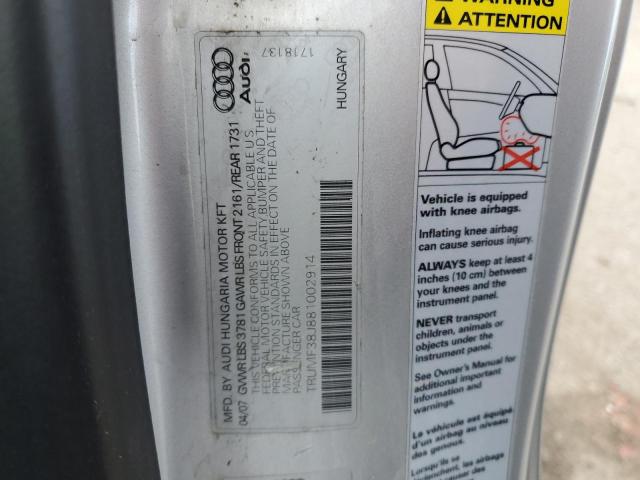 1718137
Audi
HUNGARY
MFD. BY AUDI HUNGARIA MOTOR KFT
04/07 GVWR LBS 3781 GAWR LBS FRONT 2161/REAR 1731
THIS VEHICLE CONFORMS TO ALL APPLICABLE U.S.
FEDERAL MOTOR VEHICLE SAFETY BUMPER AND THEFT
PREVENTION STANDARDS IN EFFECT ON THE DATE OF
MANUFACTURE SHOWN ABOVE
PASSENGER CAR
TRUMF38J881002914
WARNING
ATTENTION
Vehicle is equipped
with knee airbags.
Inflating knee airbag
can cause serious injury.
ALWAYS keep at least 4
inches (10 cm) between
your knees and the
instrument panel.
NEVER transport
children, animals or
objects under the
instrument panel.
See Owner's Manual for
additional important
information and
warnings.
Le véhicule est équipé
d'un airbag au niveau
des genoux.
Lorsqu'ils se
les airbags